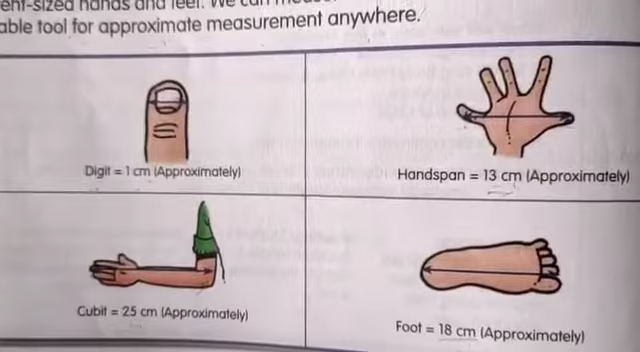 able tool for approximate measurement anywhere.
Digit = 1 cm (Approximately)
Handspan = 13 cm (Approximately)
Cubit = 25 cm (Approximately)
Foot = 18 cm (Approximately)